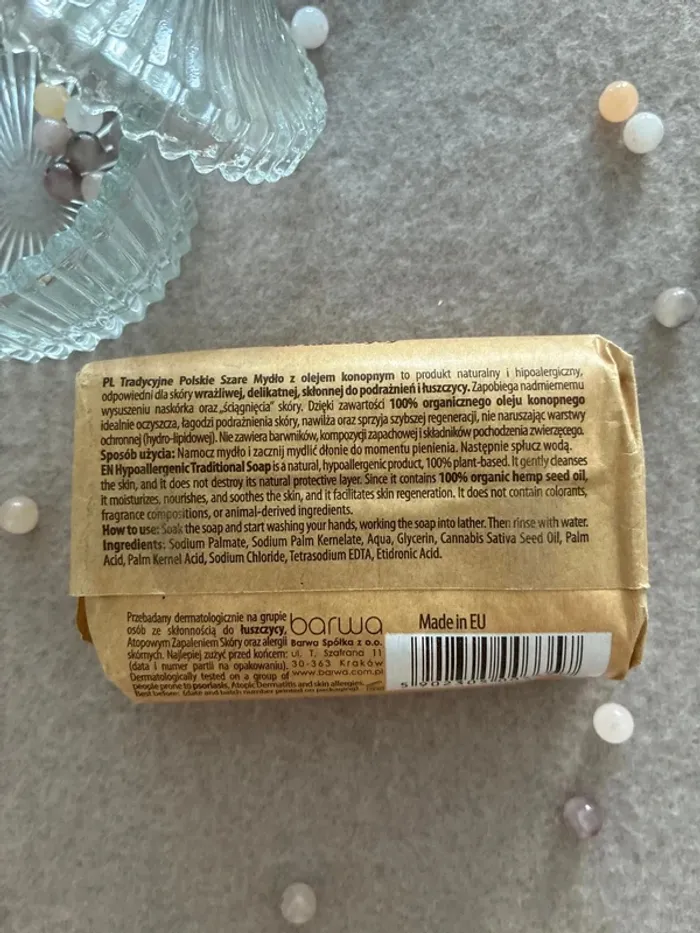 PL Tradycyjne Polskie Szare Mydło z olejem konopnym to produkt naturalny i hipoalergiczny,
odpowiedni dla skóry wrażliwej, delikatnej, skłonnej do podrażnień i łuszczycy. Zapobiega nadmiernemu
wysuszeniu naskórka oraz „ściągnięcia" skóry. Dzięki zawartości 100% organicznego oleju konopnego
idealnie oczyszcza, łagodzi podrażnienia skóry, nawilża oraz sprzyja szybszej regeneracji, nie naruszając warstwy
ochronnej (hydro-lipidowej). Nie zawiera barwników, kompozycji zapachowej i składników pochodzenia zwierzęcego.
Sposób użycia: Namocz mydło i zacznij mydlić dłonie do momentu pienienia. Następnie spłucz wodą.
EN Hypoallergenic Traditional Soap is a natural, hypoallergenic product, 100% plant-based. It gently cleanses
the skin, and it does not destroy its natural protective layer. Since it contains 100% organic hemp seed oil,
it moisturizes, nourishes, and soothes the skin, and it facilitates skin regeneration. It does not contain colorants,
fragrance compositions, or animal-derived ingredients.
How to use: Soak the soap and start washing your hands, working the soap into lather. Then rinse with water.
Ingredients: Sodium Palmate, Sodium Palm Kernelate, Aqua, Glycerin, Cannabis Sativa Seed Oil, Palm
Acid, Palm Kernel Acid, Sodium Chloride, Tetrasodium EDTA, Etidronic Acid.
Przebadany dermatologicznie na grupie
osób ze skłonnością do łuszczycy,
Atopowym Zapaleniem Skóry oraz alergii
skórnych. Najlepiej zużyć przed końcem:
(data i numer partii na opakowaniu).
Dermatologically tested on a group of
people prone to psoriasis, Atopic Dermatitis and skin allergies.
Best before: (date and batch number printed on packaging).
barwa
Barwa Spółka z o.o.
ul. T. Szafrana 11
30-363 Kraków
www.barwa.com.pl
Made in EU